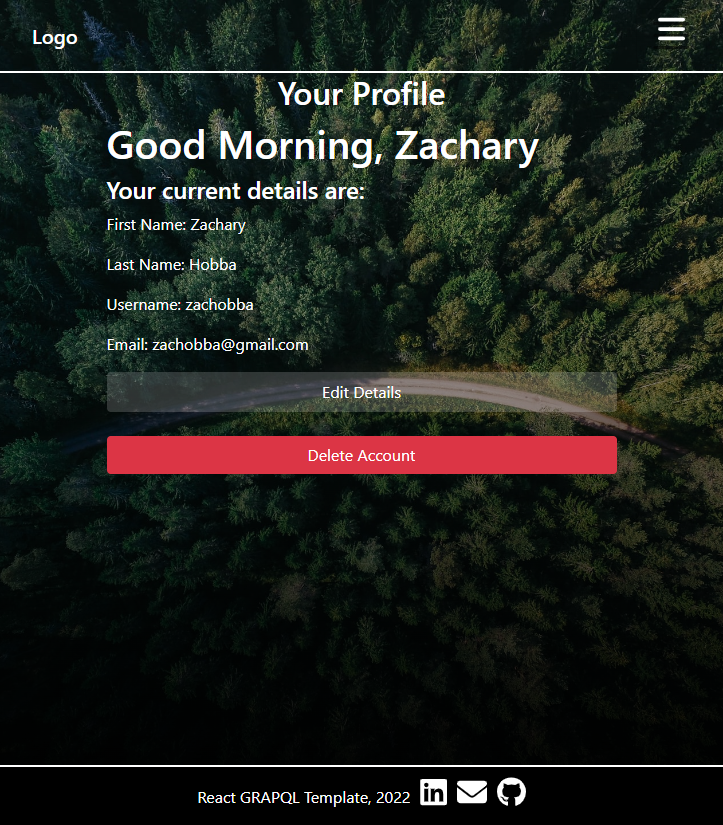 Logo
Your Profile
Good Morning, Zachary
Your current details are:
First Name: Zachary
Last Name: Hobba
Username: zachobba
Email: zachobba@gmail.com
Edit Details
Delete Account
React GRAPQL Template, 2022 in